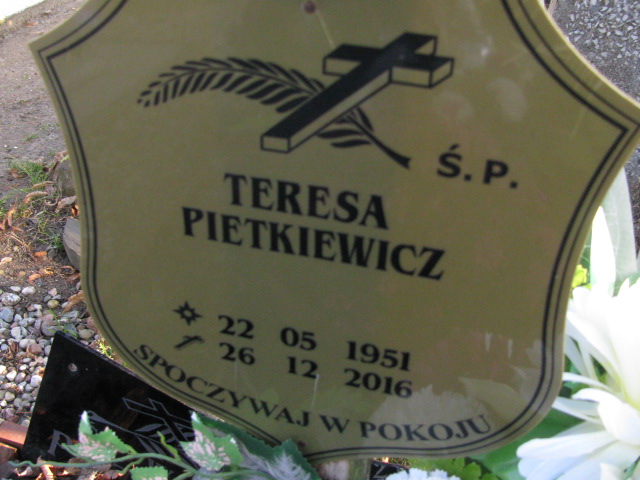 Ś.P.
TERESA
PIETKIEWICZ
22 05 1951
26 12 2016
SPOCZYWAJ W POKOJU